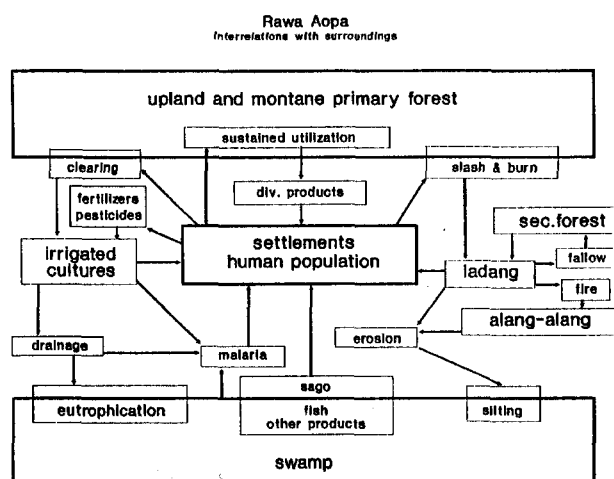 Rawa Aopa
interrelations with surroundings
upland and montane primary forest
sustained utilization
clearing
slash & burn
div. products
fertilizers
pesticides
sec.forest
settlements
human population
irrigated
cultures
ladang
fallow
fire
alang-alang
erosion
drainage
malaria
sago
eutrophication
fish
other products
silting
swamp